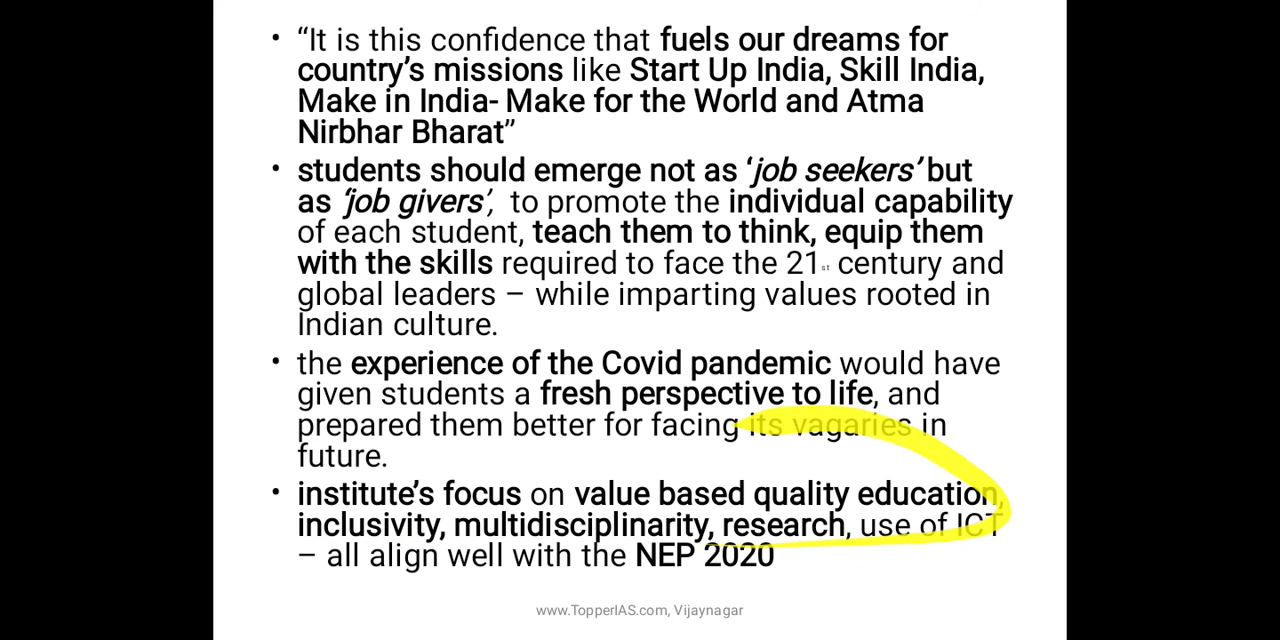 • “It is this confidence that fuels our dreams for
country’s missions like Start Up India, Skill India,
Make in India- Make for the World and Atma
Nirbhar Bharat”
• students should emerge not as ‘job seekers’ but
as ‘job givers’, to promote the individual capability
of each student, teach them to think, equip them
with the skills required to face the 21st century and
global leaders – while imparting values rooted in
Indian culture.
• the experience of the Covid pandemic would have
given students a fresh perspective to life, and
prepared them better for facing its vagaries in
future.
• institute’s focus on value based quality education,
inclusivity, multidisciplinarity, research, use of ICT
– all align well with the NEP 2020
www.TopperIAS.com, Vijaynagar